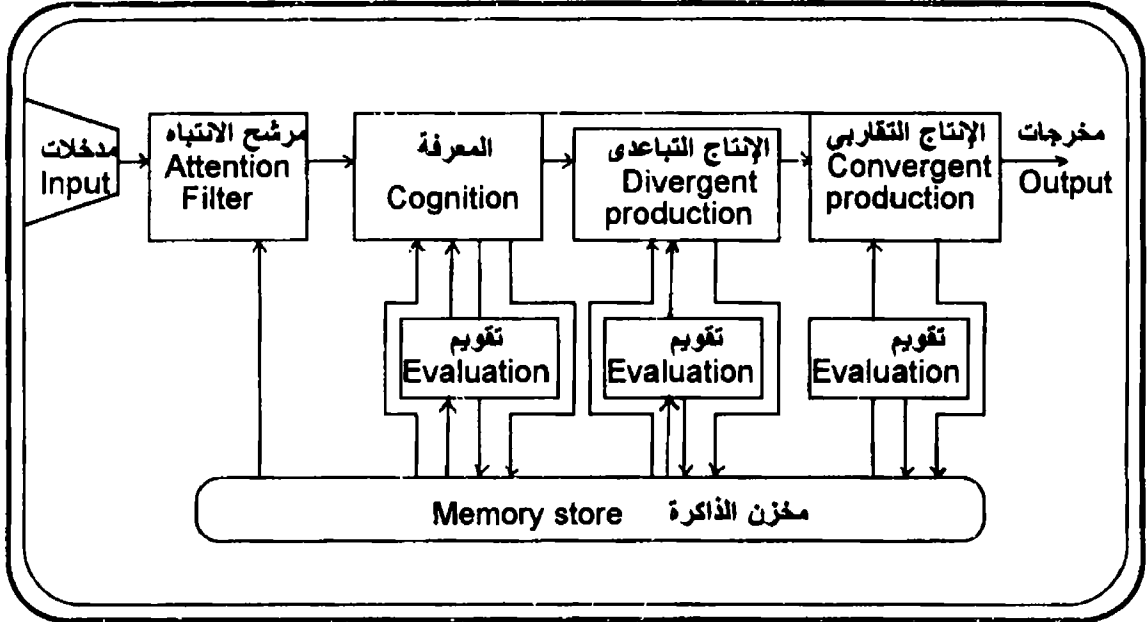 مدخلات
Input
مرشح الانتباه
Attention
Filter
المعرفة
Cognition
الإنتاج التباعدى
Divergent
production
الإنتاج التقاربى
Convergent
production
مخرجات
Output
تقويم
Evaluation
تقويم
Evaluation
تقويم
Evaluation
Memory store مخزن الذاكرة